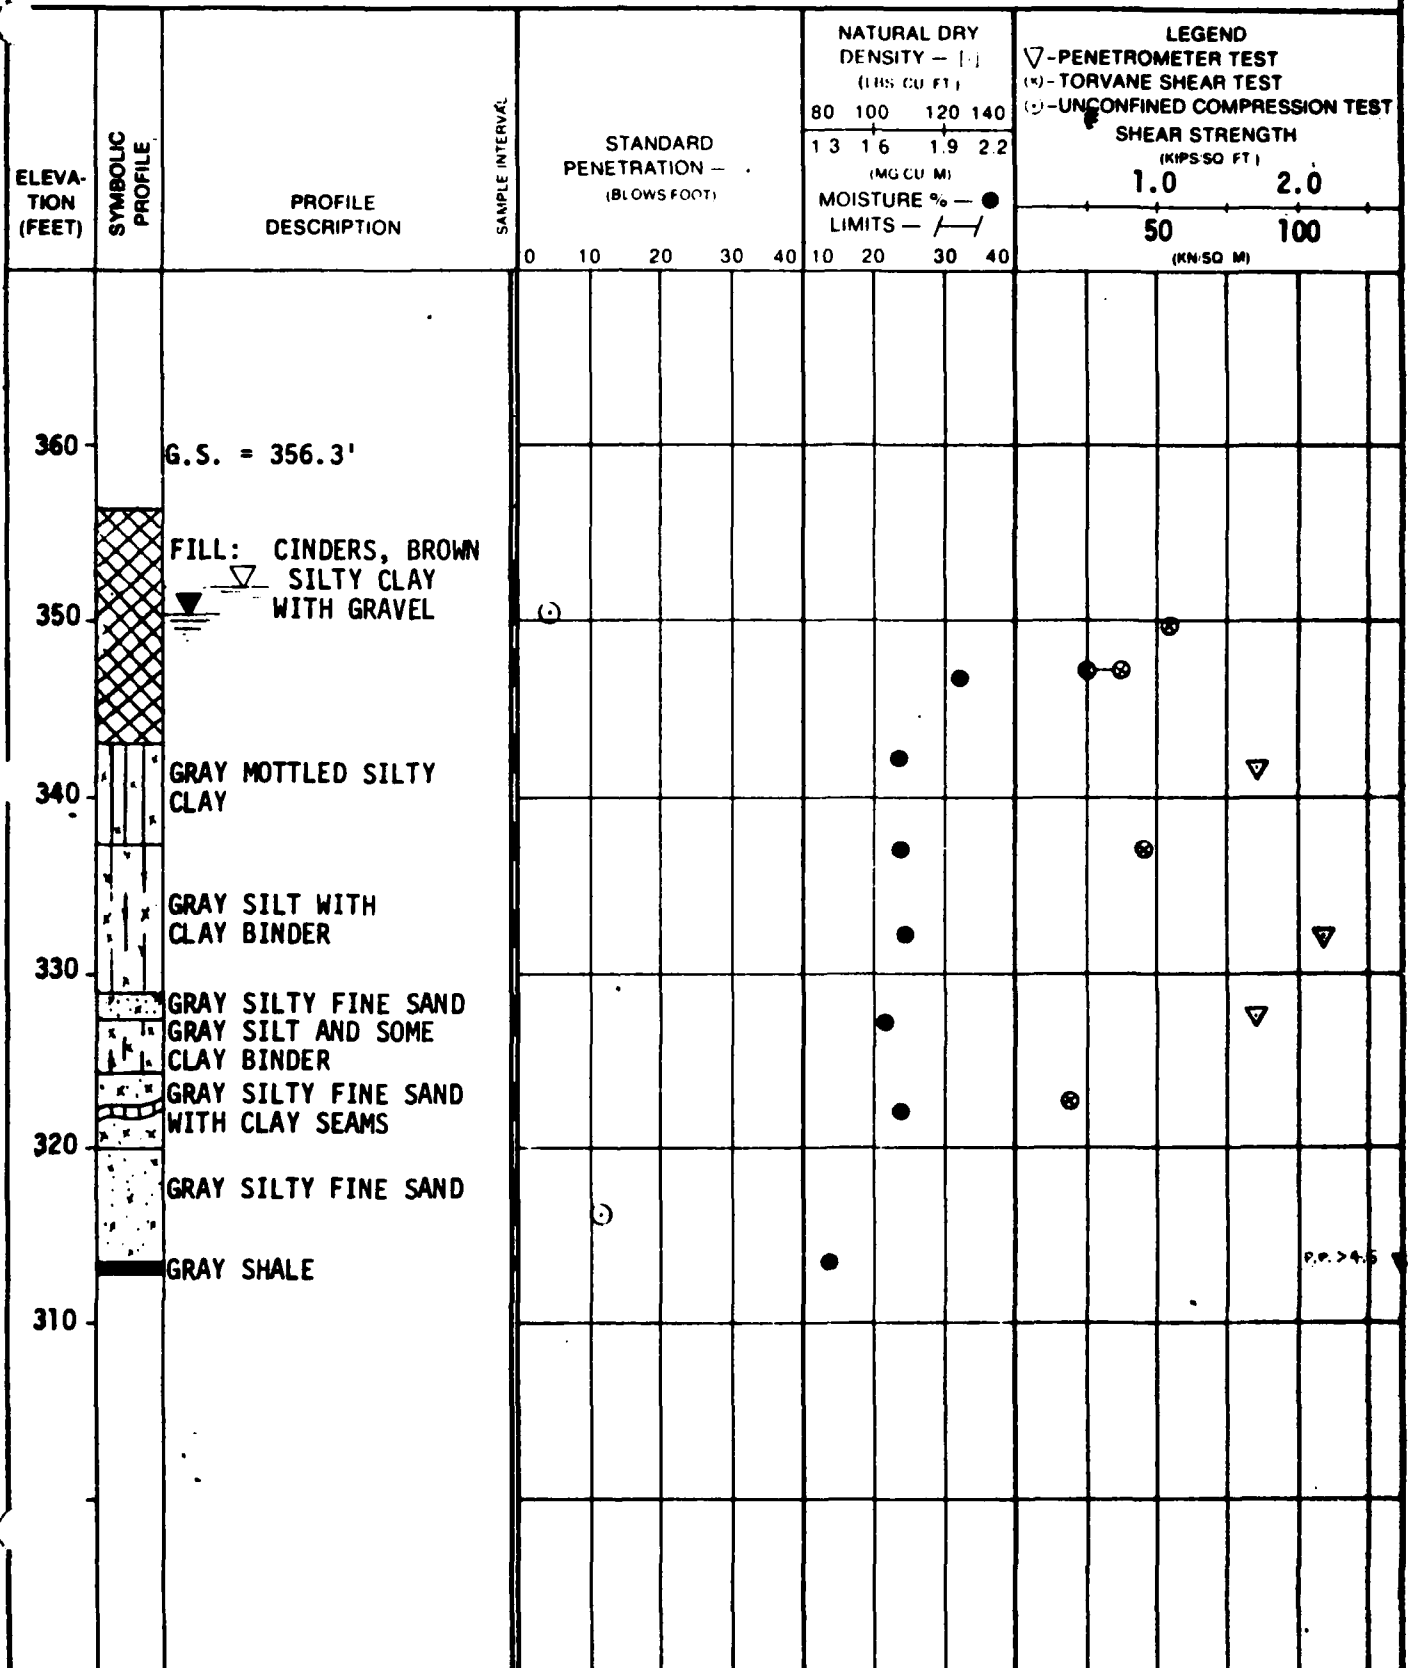 ELEVA-
TION
(FEET)
SYMBOLIC
PROFILE
PROFILE
DESCRIPTION
SAMPLE INTERVAL
STANDARD
PENETRATION —
(BLOWS FOOT)
0 10 20 30 40
NATURAL DRY
DENSITY —
(LBS CU FT)
80 100 120 140
1 3 1 6 1.9 2.2
(MG CU M)
MOISTURE % — ●
LIMITS —
10 20 30 40
LEGEND
▽-PENETROMETER TEST
(×)-TORVANE SHEAR TEST
(·)-UNCONFINED COMPRESSION TEST
SHEAR STRENGTH
(KIPS/SQ FT)
1.0 2.0
50 100
(KN/SQ M)
360
G.S. = 356.3'
FILL: CINDERS, BROWN
SILTY CLAY
WITH GRAVEL
350
GRAY MOTTLED SILTY
CLAY
340
GRAY SILT WITH
CLAY BINDER
330
GRAY SILTY FINE SAND
GRAY SILT AND SOME
CLAY BINDER
GRAY SILTY FINE SAND
WITH CLAY SEAMS
320
GRAY SILTY FINE SAND
P.P. >4.5
GRAY SHALE
310